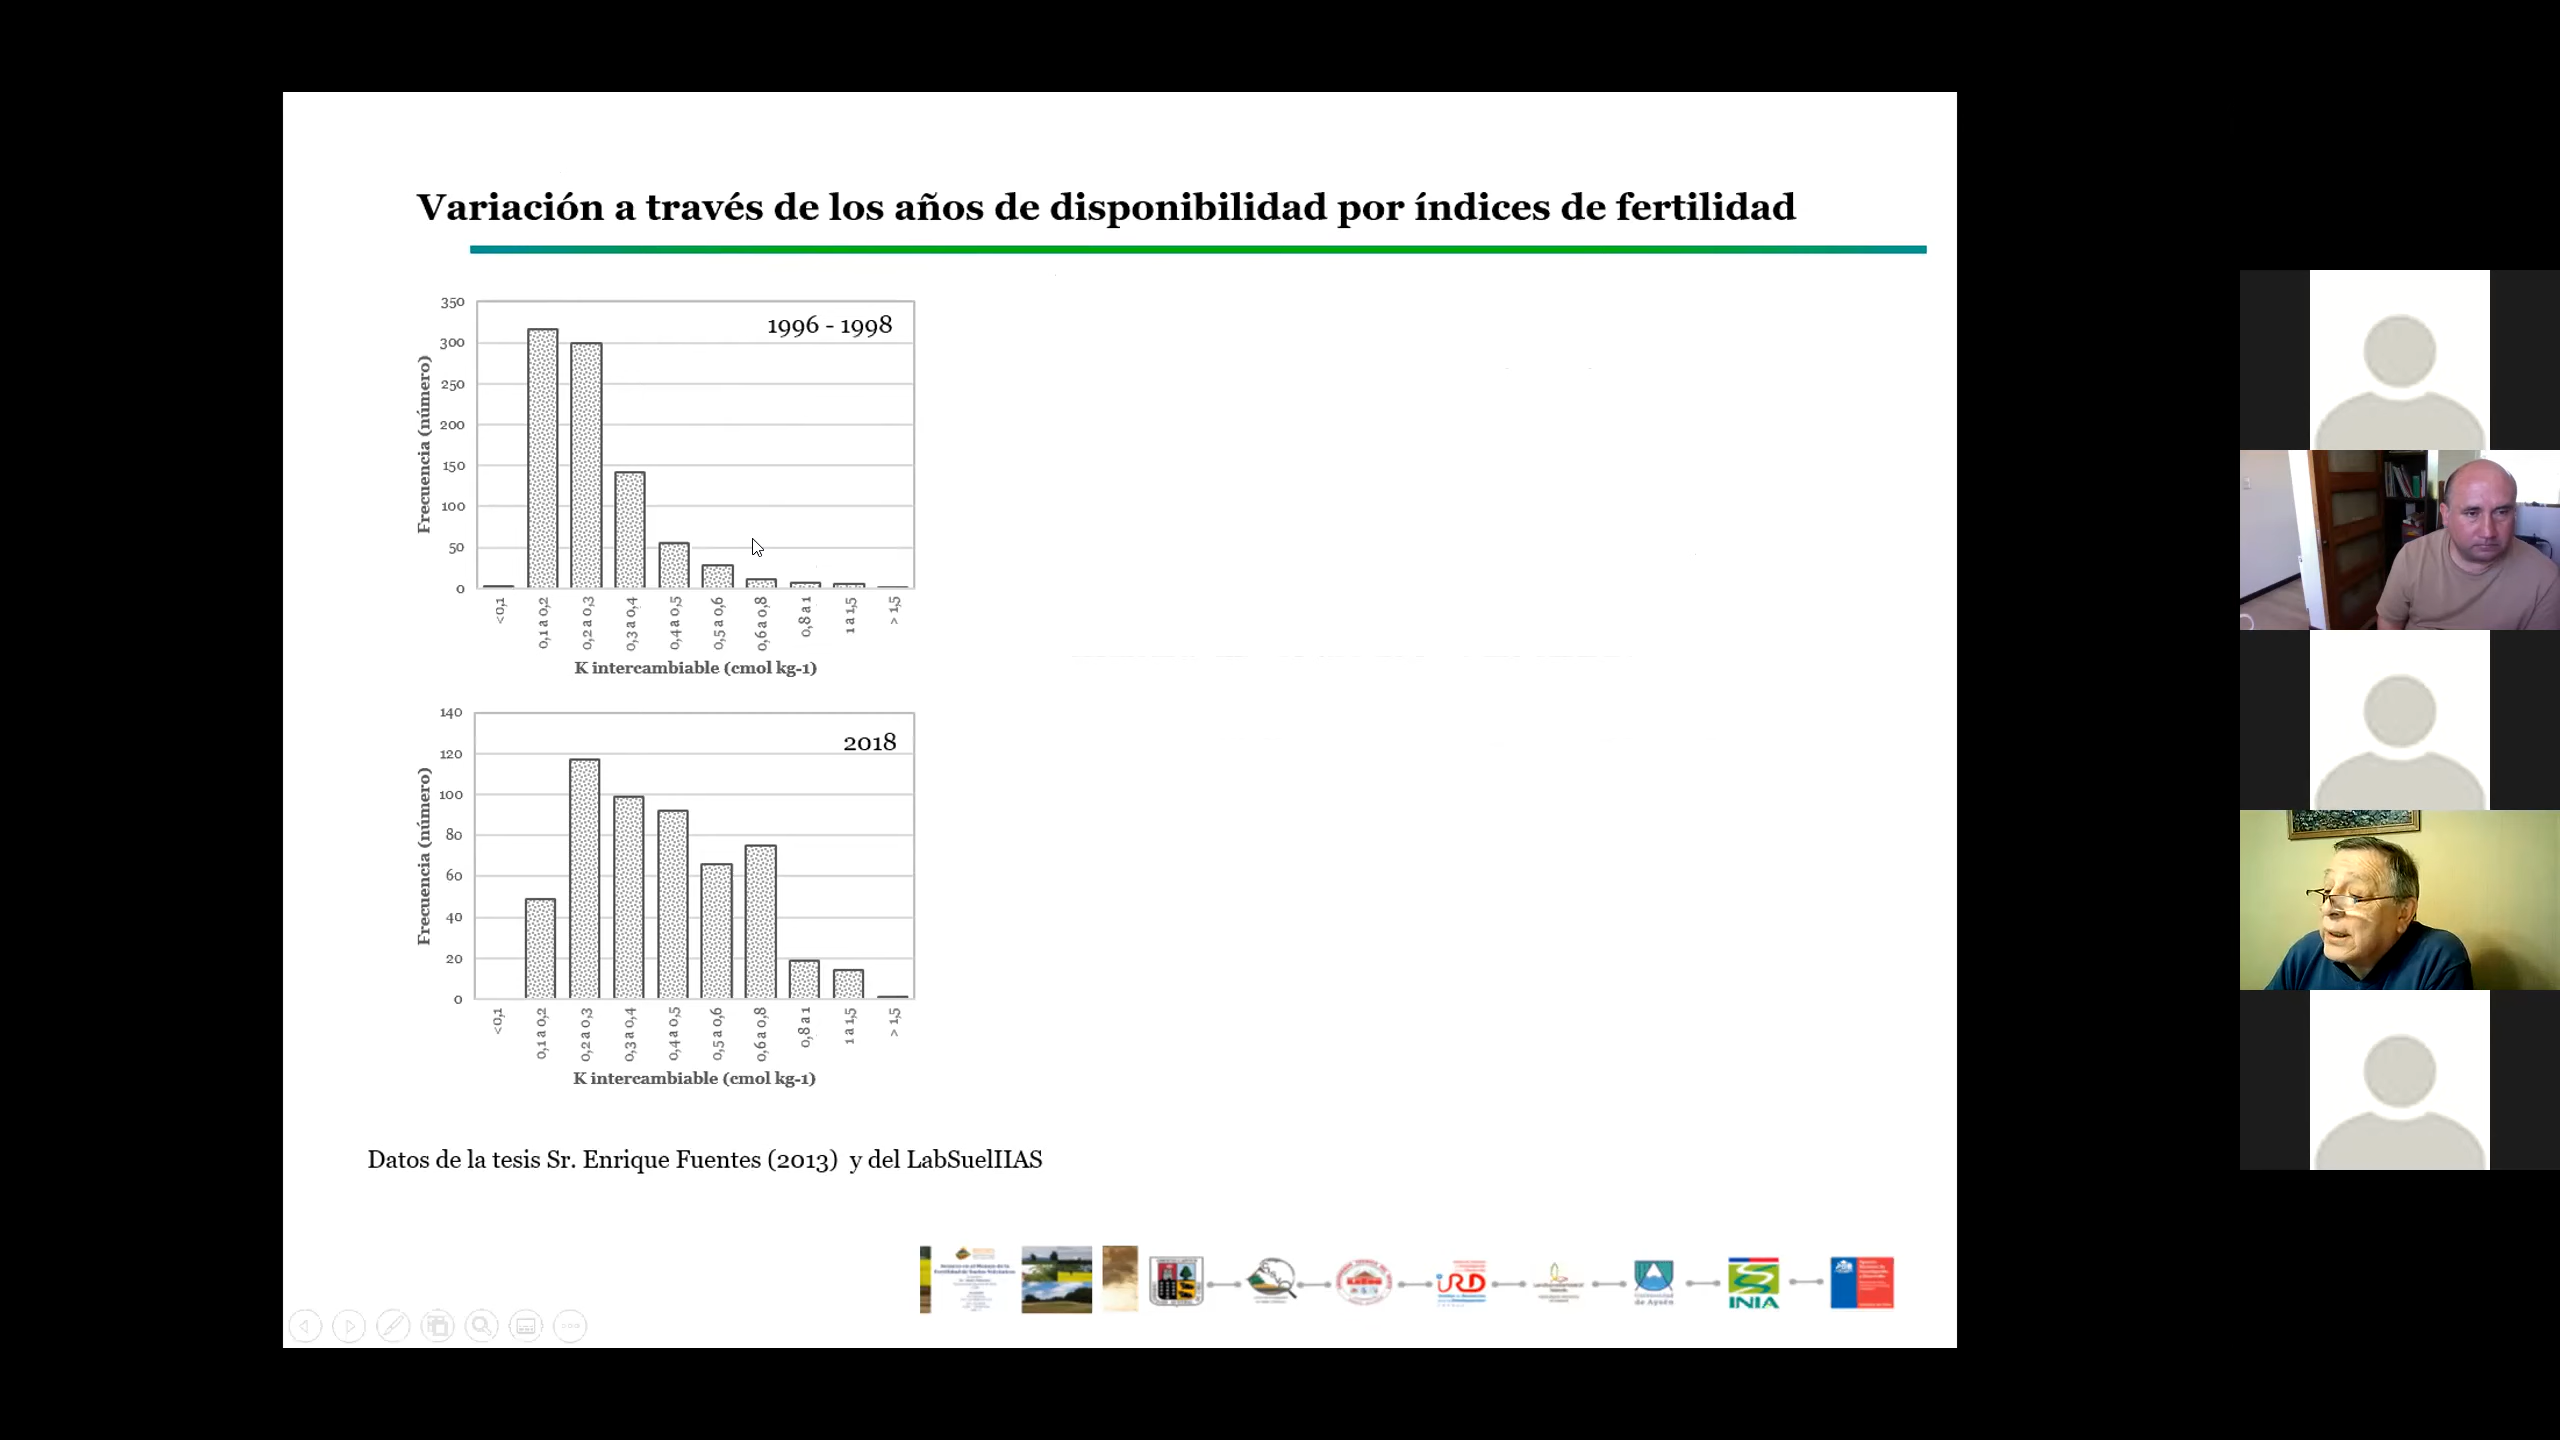 Variación a través de los años de disponibilidad por índices de fertilidad
1996 - 1998
Frecuencia (número)
350
300
250
200
150
100
50
0
<0,1
0,1 a 0,2
0,2 a 0,3
0,3 a 0,4
0,4 a 0,5
0,5 a 0,6
0,6 a 0,8
0,8 a 1
1 a 1,5
> 1,5
K intercambiable (cmol kg-1)
2018
Frecuencia (número)
140
120
100
80
60
40
20
0
<0,1
0,1 a 0,2
0,2 a 0,3
0,3 a 0,4
0,4 a 0,5
0,5 a 0,6
0,6 a 0,8
0,8 a 1
1 a 1,5
> 1,5
K intercambiable (cmol kg-1)
Datos de la tesis Sr. Enrique Fuentes (2013) y del LabSuelIIAS
iRD
Universidad
de Aysén
INIA